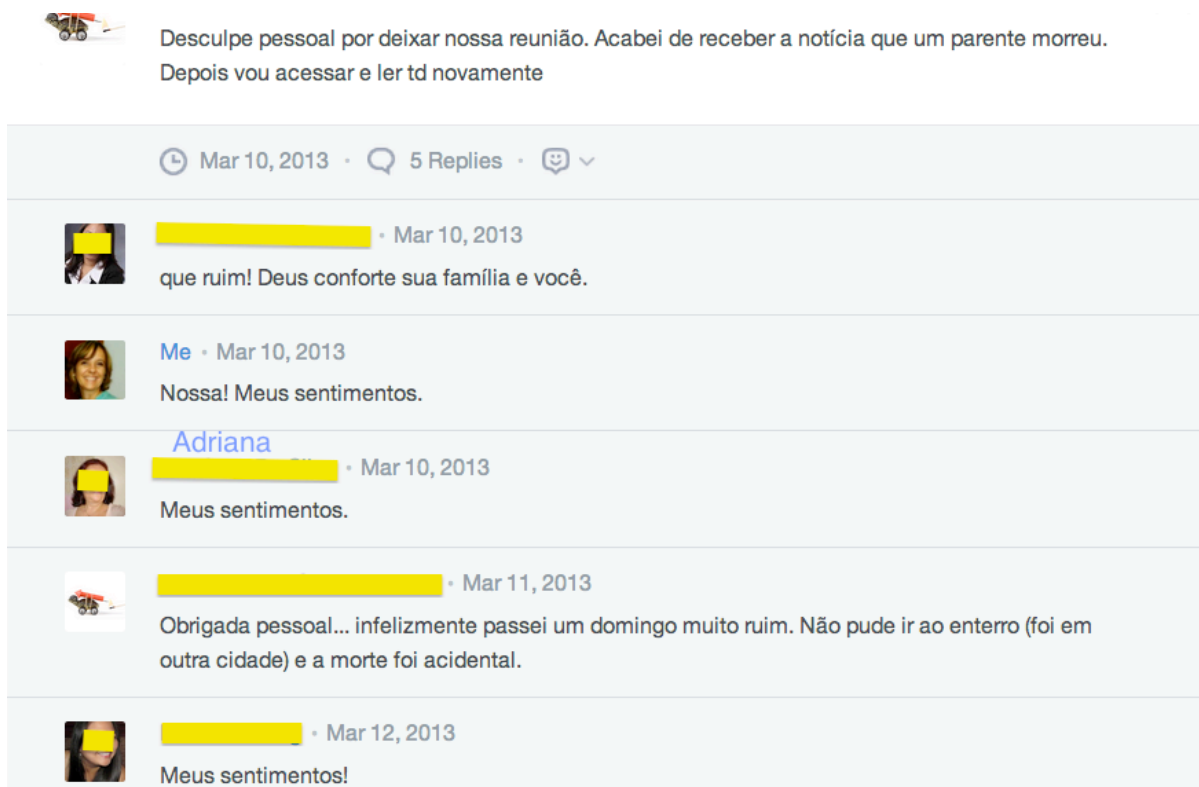 Desculpe pessoal por deixar nossa reunião. Acabei de receber a notícia que um parente morreu.
Depois vou acessar e ler td novamente
Mar 10, 2013 · 5 Replies ·
· Mar 10, 2013
que ruim! Deus conforte sua família e você.
Me · Mar 10, 2013
Nossa! Meus sentimentos.
Adriana
· Mar 10, 2013
Meus sentimentos.
· Mar 11, 2013
Obrigada pessoal... infelizmente passei um domingo muito ruim. Não pude ir ao enterro (foi em
outra cidade) e a morte foi acidental.
· Mar 12, 2013
Meus sentimentos!